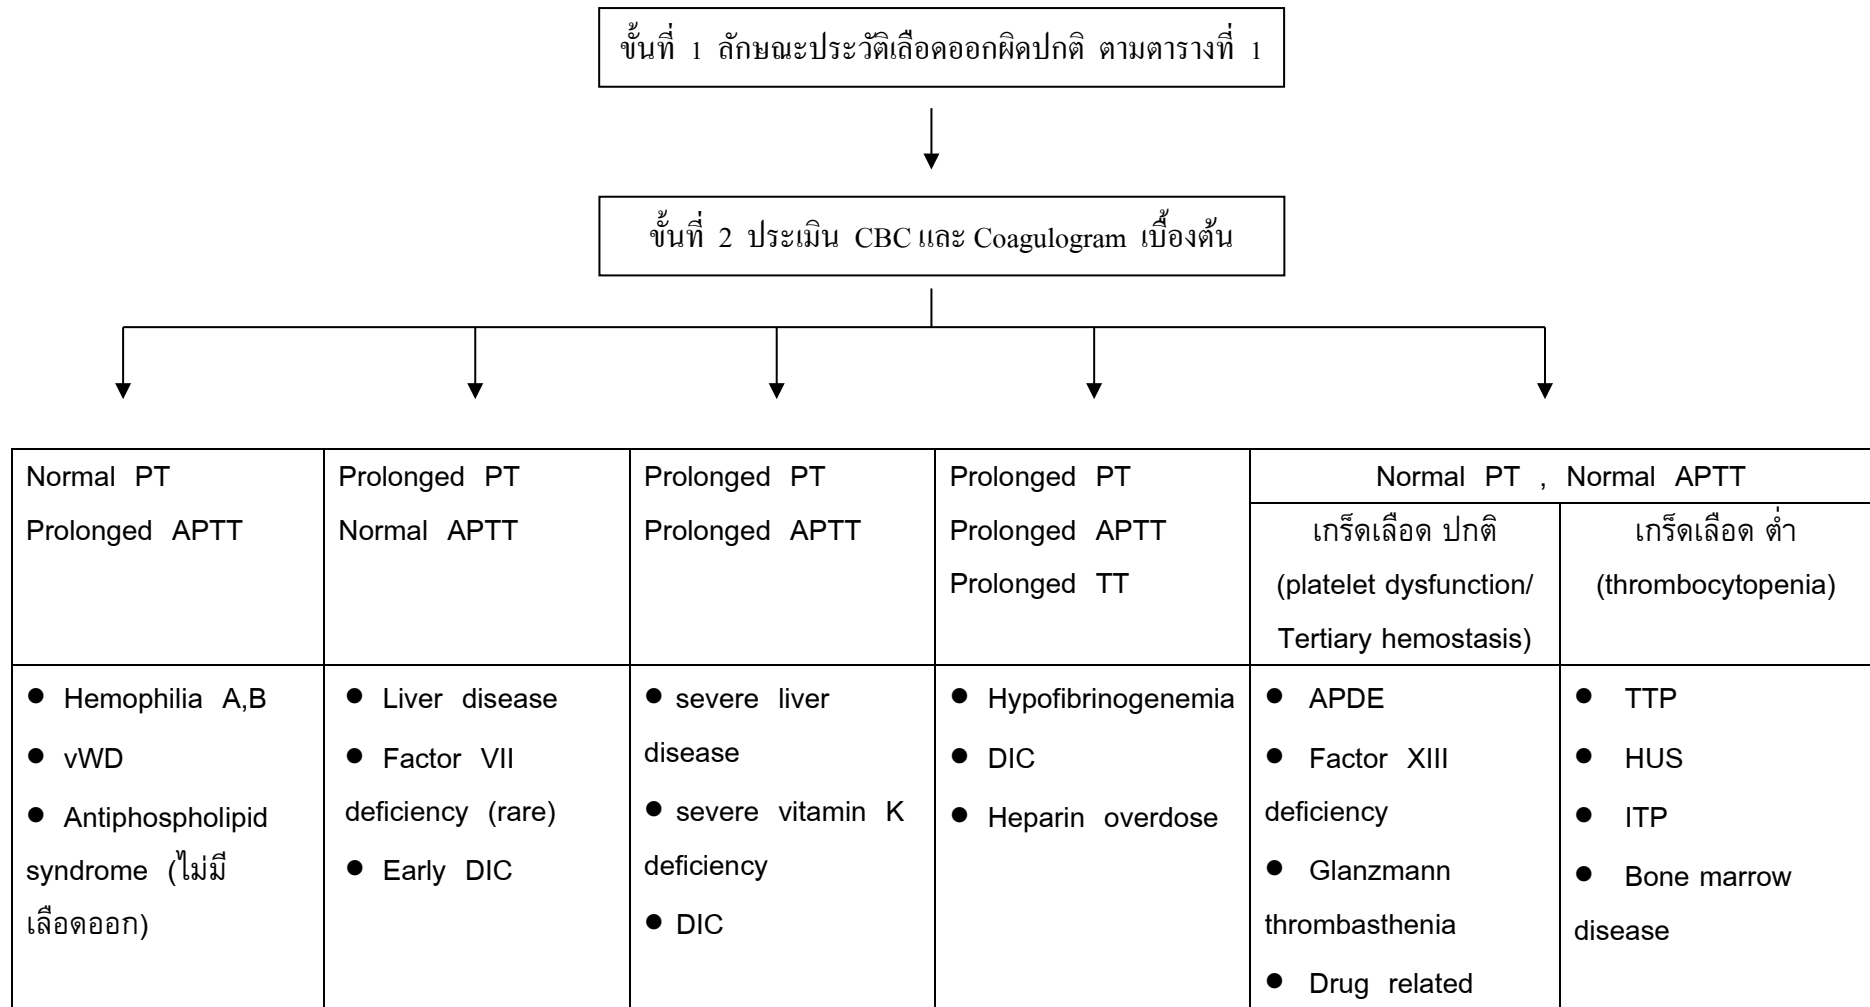 ขั้นที่ 1 ลักษณะประวัติเลือดออกผิดปกติ ตามตารางที่ 1
ขั้นที่ 2 ประเมิน CBC และ Coagulogram เบื้องต้น
Normal PT
Prolonged APTT
Prolonged PT
Normal APTT
Prolonged PT
Prolonged APTT
Prolonged PT
Prolonged APTT
Prolonged TT
Normal PT , Normal APTT
เกร็ดเลือด ปกติ
(platelet dysfunction/
Tertiary hemostasis)
เกร็ดเลือด ต่ำ
(thrombocytopenia)
● Hemophilia A,B
● vWD
● Antiphospholipid
syndrome (ไม่มี
เลือดออก)
● Liver disease
● Factor VII
deficiency (rare)
● Early DIC
● severe liver
disease
● severe vitamin K
deficiency
● DIC
● Hypofibrinogenemia
● DIC
● Heparin overdose
● APDE
● Factor XIII
deficiency
● Glanzmann
thrombasthenia
● Drug related
● TTP
● HUS
● ITP
● Bone marrow
disease